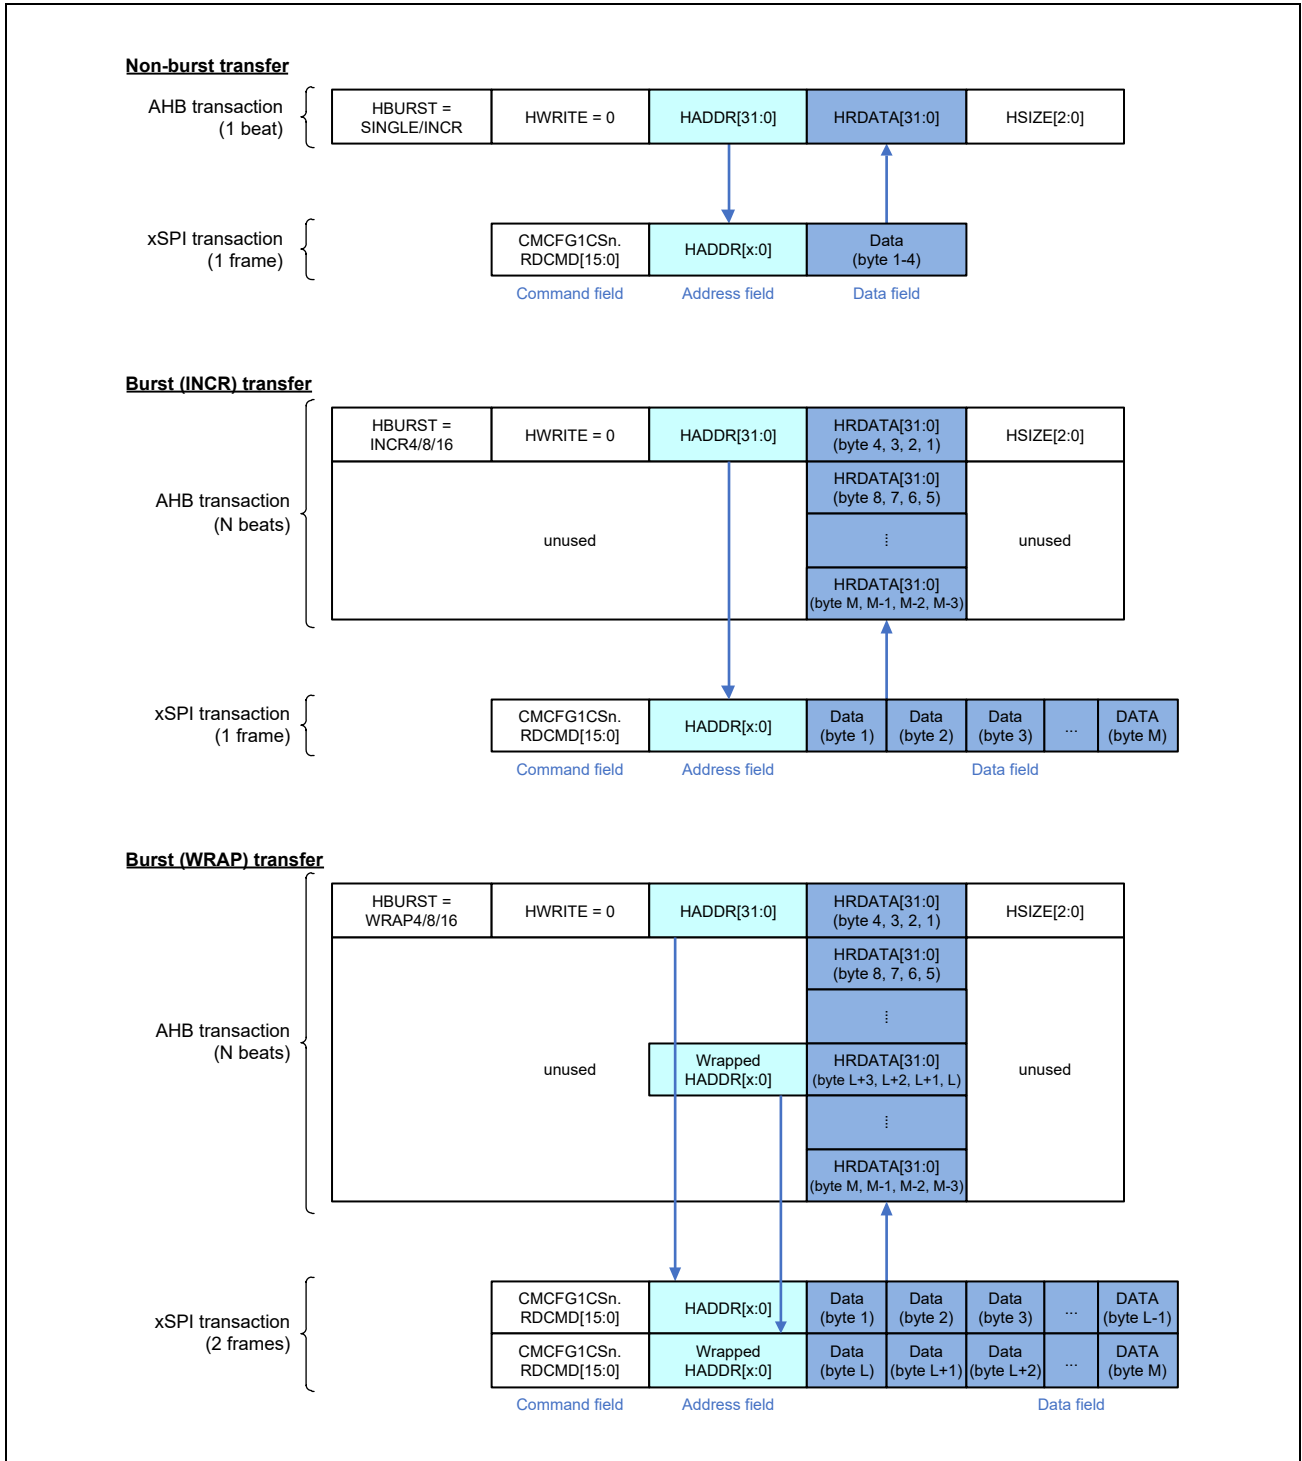 Non-burst transfer
AHB transaction
(1 beat)
HBURST =
SINGLE/INCR
HWRITE = 0
HADDR[31:0]
HRDATA[31:0]
HSIZE[2:0]
xSPI transaction
(1 frame)
CMCFG1CSn.
RDCMD[15:0]
HADDR[x:0]
Data
(byte 1-4)
Command field
Address field
Data field
Burst (INCR) transfer
AHB transaction
(N beats)
HBURST =
INCR4/8/16
HWRITE = 0
HADDR[31:0]
HRDATA[31:0]
(byte 4, 3, 2, 1)
HSIZE[2:0]
unused
HRDATA[31:0]
(byte 8, 7, 6, 5)
⋮
HRDATA[31:0]
(byte M, M-1, M-2, M-3)
unused
xSPI transaction
(1 frame)
CMCFG1CSn.
RDCMD[15:0]
HADDR[x:0]
Data
(byte 1)
Data
(byte 2)
Data
(byte 3)
...
DATA
(byte M)
Command field
Address field
Data field
Burst (WRAP) transfer
AHB transaction
(N beats)
HBURST =
WRAP4/8/16
HWRITE = 0
HADDR[31:0]
HRDATA[31:0]
(byte 4, 3, 2, 1)
HSIZE[2:0]
unused
HRDATA[31:0]
(byte 8, 7, 6, 5)
⋮
Wrapped
HADDR[x:0]
HRDATA[31:0]
(byte L+3, L+2, L+1, L)
⋮
HRDATA[31:0]
(byte M, M-1, M-2, M-3)
unused
xSPI transaction
(2 frames)
CMCFG1CSn.
RDCMD[15:0]
HADDR[x:0]
Data
(byte 1)
Data
(byte 2)
Data
(byte 3)
...
DATA
(byte L-1)
CMCFG1CSn.
RDCMD[15:0]
Wrapped
HADDR[x:0]
Data
(byte L)
Data
(byte L+1)
Data
(byte L+2)
...
DATA
(byte M)
Command field
Address field
Data field